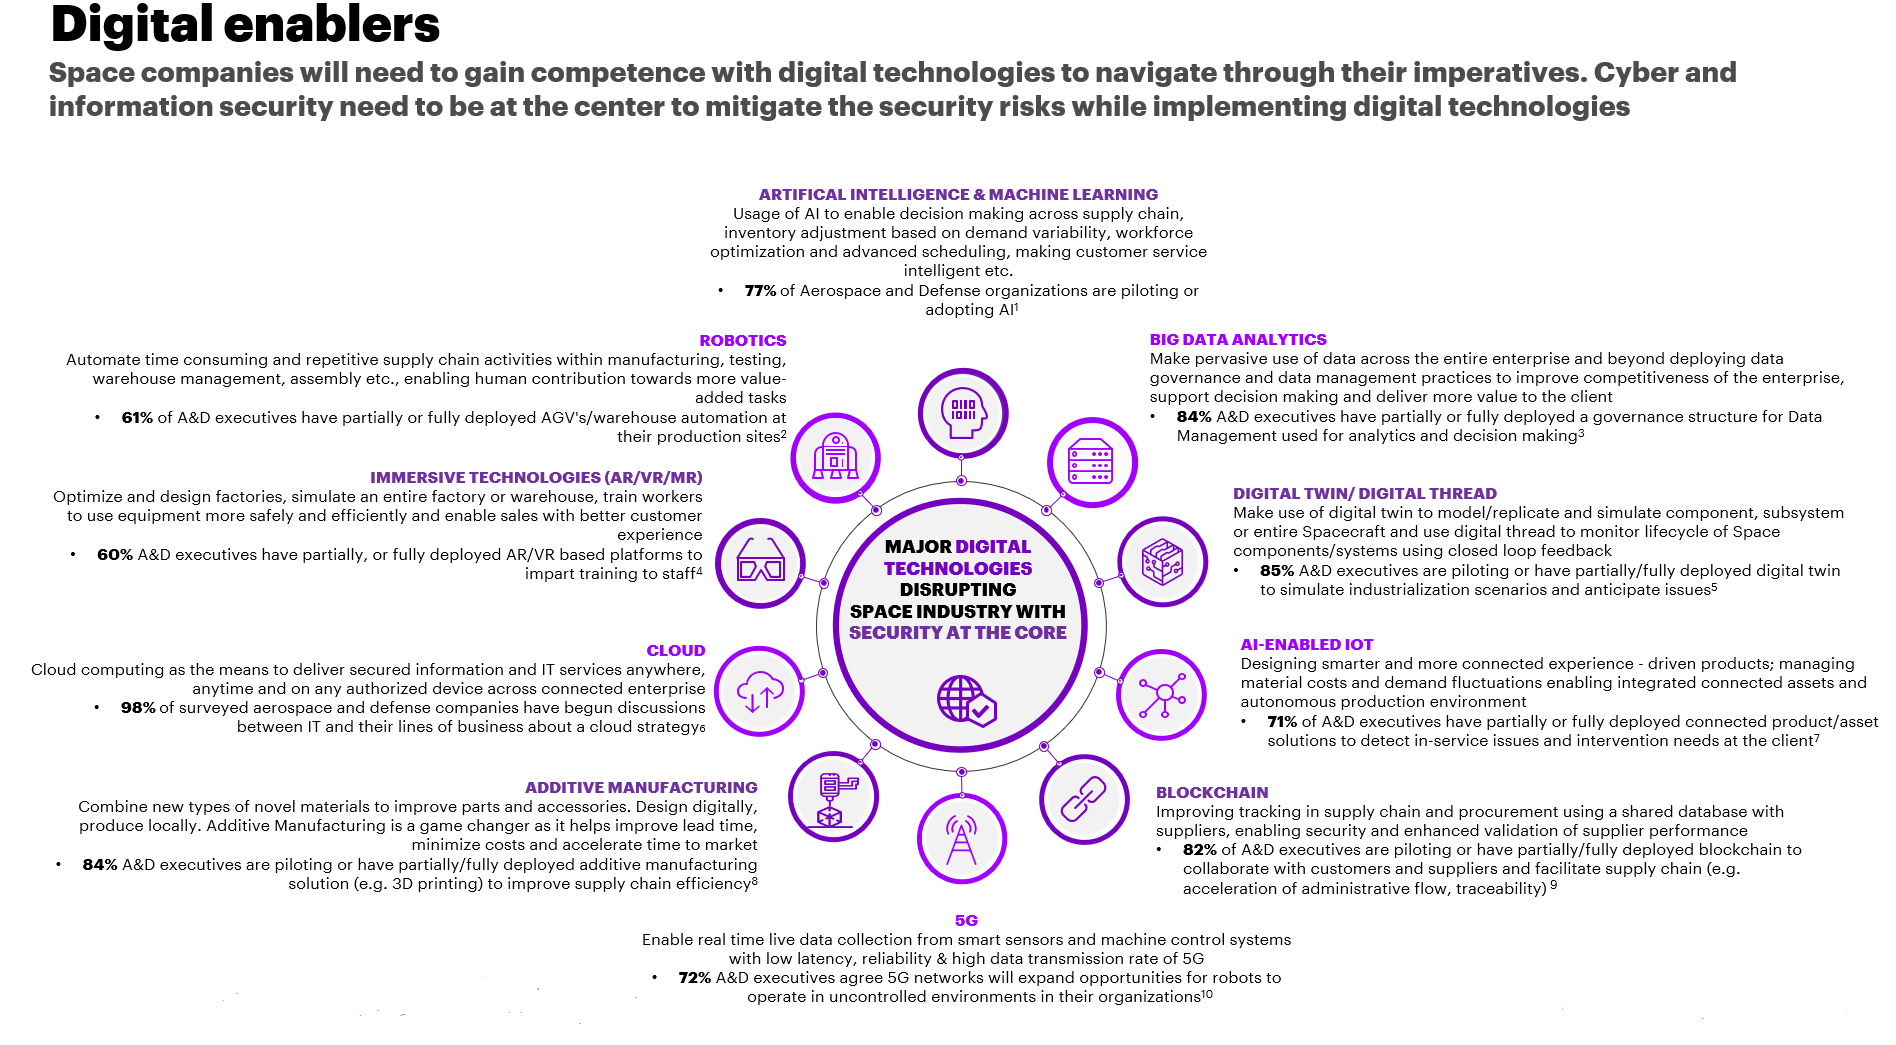 Digital enablers
Space companies will need to gain competence with digital technologies to navigate through their imperatives. Cyber and
information security need to be at the center to mitigate the security risks while implementing digital technologies
ARTIFICAL INTELLIGENCE & MACHINE LEARNING
Usage of AI to enable decision making across supply chain,
inventory adjustment based on demand variability, workforce
optimization and advanced scheduling, making customer service
intelligent etc.
• 77% of Aerospace and Defense organizations are piloting or
adopting AI¹
ROBOTICS
Automate time consuming and repetitive supply chain activities within manufacturing, testing,
warehouse management, assembly etc., enabling human contribution towards more value-
added tasks
• 61% of A&D executives have partially or fully deployed AGV's/warehouse automation at
their production sites²
BIG DATA ANALYTICS
Make pervasive use of data across the entire enterprise and beyond deploying data
governance and data management practices to improve competitiveness of the enterprise,
support decision making and deliver more value to the client
• 84% A&D executives have partially or fully deployed a governance structure for Data
Management used for analytics and decision making³
IMMERSIVE TECHNOLOGIES (AR/VR/MR)
Optimize and design factories, simulate an entire factory or warehouse, train workers
to use equipment more safely and efficiently and enable sales with better customer
experience
• 60% A&D executives have partially, or fully deployed AR/VR based platforms to
impart training to staff⁴
DIGITAL TWIN/ DIGITAL THREAD
Make use of digital twin to model/replicate and simulate component, subsystem
or entire Spacecraft and use digital thread to monitor lifecycle of Space
components/systems using closed loop feedback
• 85% A&D executives are piloting or have partially/fully deployed digital twin
to simulate industrialization scenarios and anticipate issues⁵
MAJOR DIGITAL
TECHNOLOGIES
DISRUPTING
SPACE INDUSTRY WITH
SECURITY AT THE CORE
CLOUD
Cloud computing as the means to deliver secured information and IT services anywhere,
anytime and on any authorized device across connected enterprise
• 98% of surveyed aerospace and defense companies have begun discussions
between IT and their lines of business about a cloud strategy₆
AI-ENABLED IOT
Designing smarter and more connected experience - driven products; managing
material costs and demand fluctuations enabling integrated connected assets and
autonomous production environment
• 71% of A&D executives have partially or fully deployed connected product/asset
solutions to detect in-service issues and intervention needs at the client⁷
ADDITIVE MANUFACTURING
Combine new types of novel materials to improve parts and accessories. Design digitally,
produce locally. Additive Manufacturing is a game changer as it helps improve lead time,
minimize costs and accelerate time to market
• 84% A&D executives are piloting or have partially/fully deployed additive manufacturing
solution (e.g. 3D printing) to improve supply chain efficiency⁸
BLOCKCHAIN
Improving tracking in supply chain and procurement using a shared database with
suppliers, enabling security and enhanced validation of supplier performance
• 82% of A&D executives are piloting or have partially/fully deployed blockchain to
collaborate with customers and suppliers and facilitate supply chain (e.g.
acceleration of administrative flow, traceability) ⁹
5G
Enable real time live data collection from smart sensors and machine control systems
with low latency, reliability & high data transmission rate of 5G
• 72% A&D executives agree 5G networks will expand opportunities for robots to
operate in uncontrolled environments in their organizations¹⁰